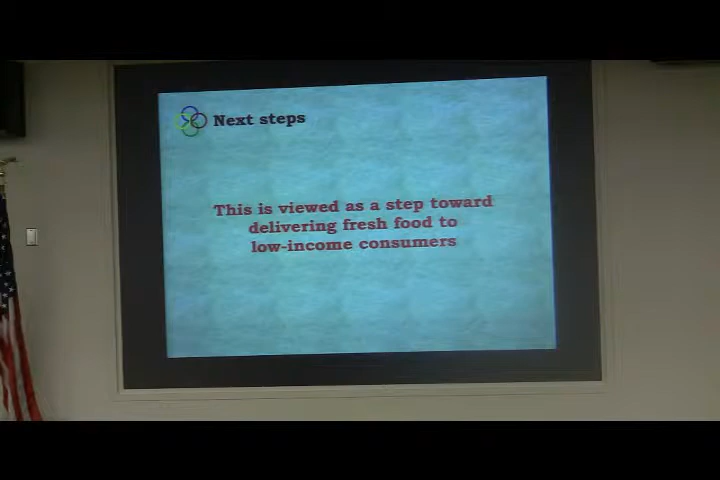 Next steps
This is viewed as a step toward
delivering fresh food to
low-income consumers